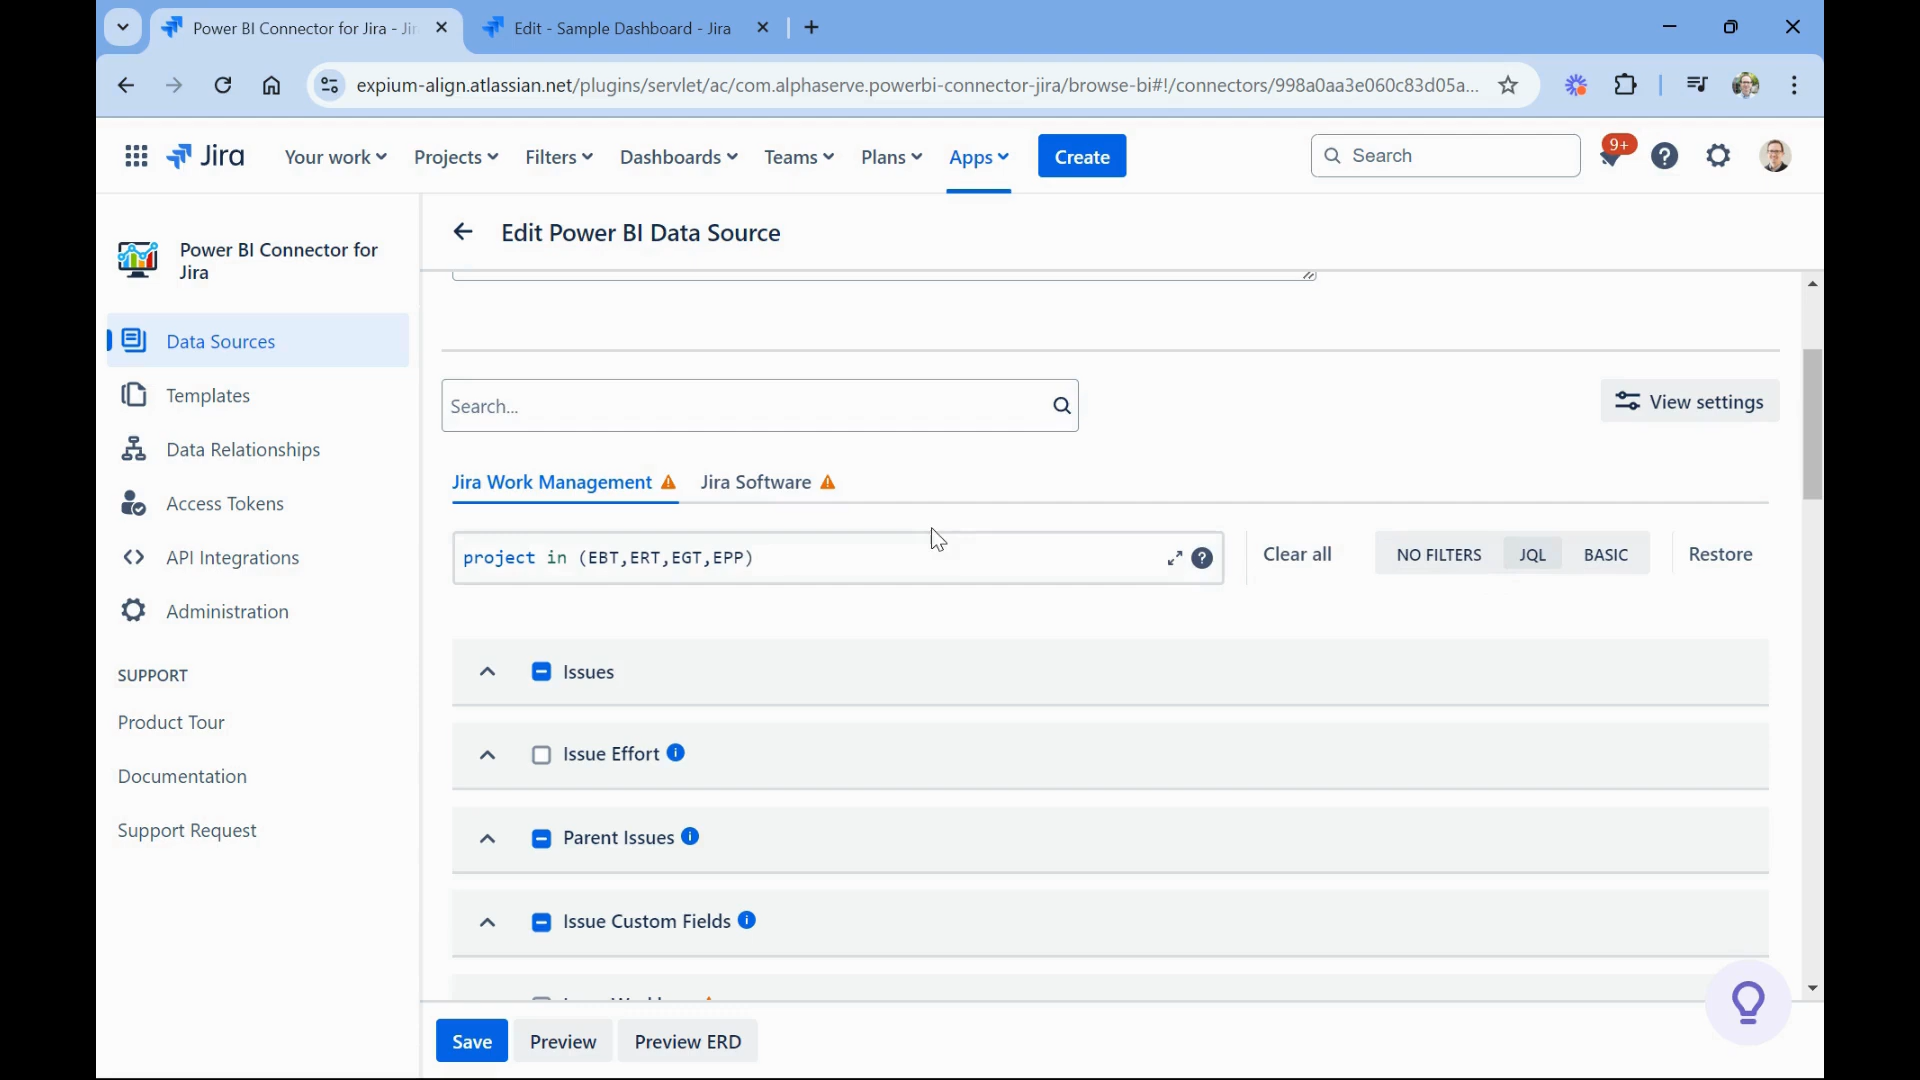 Power BI Connector for Jira - Jir
Edit - Sample Dashboard - Jira
expium-align.atlassian.net/plugins/servlet/ac/com.alphaserve.powerbi-connector-jira/browse-bi#!/connectors/998a0aa3e060c83d05a...
Jira
Your work
Projects
Filters
Dashboards
Teams
Plans
Apps
Create
Search
9+
Power BI Connector for
Jira
Data Sources
Templates
Data Relationships
Access Tokens
API Integrations
Administration
SUPPORT
Product Tour
Documentation
Support Request
Edit Power BI Data Source
Search...
View settings
Jira Work Management
Jira Software
project in (EBT,ERT,EGT,EPP)
Clear all
NO FILTERS
JQL
BASIC
Restore
Issues
Issue Effort
Parent Issues
Issue Custom Fields
Save
Preview
Preview ERD